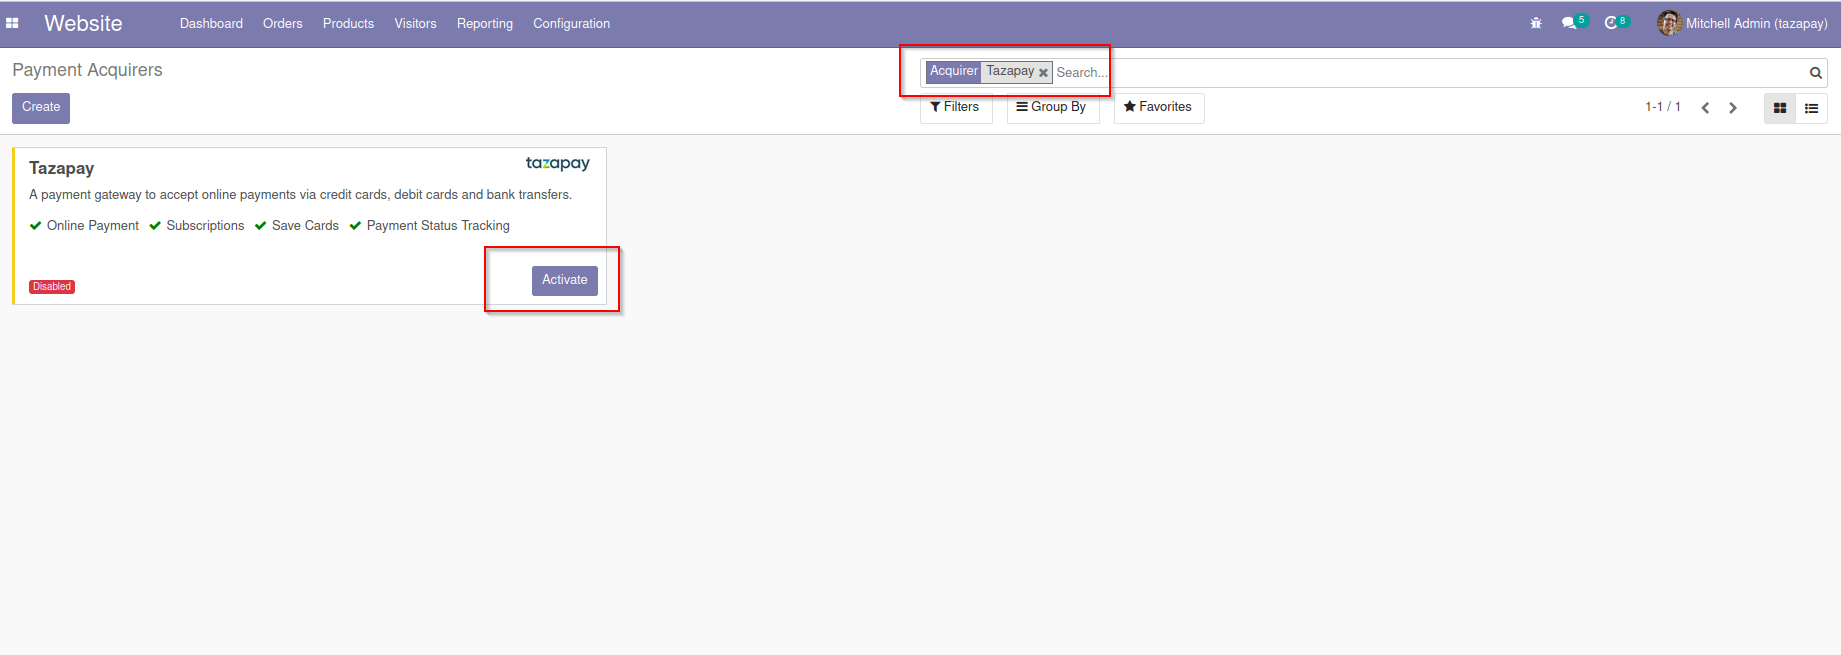 Website Dashboard Orders Products Visitors Reporting Configuration 5 8 Mitchell Admin (tazapay)
Payment Acquirers
Acquirer Tazapay Search...
Create
Filters Group By Favorites 1-1 / 1
Tazapay tazapay
A payment gateway to accept online payments via credit cards, debit cards and bank transfers.
Online Payment Subscriptions Save Cards Payment Status Tracking
Disabled Activate